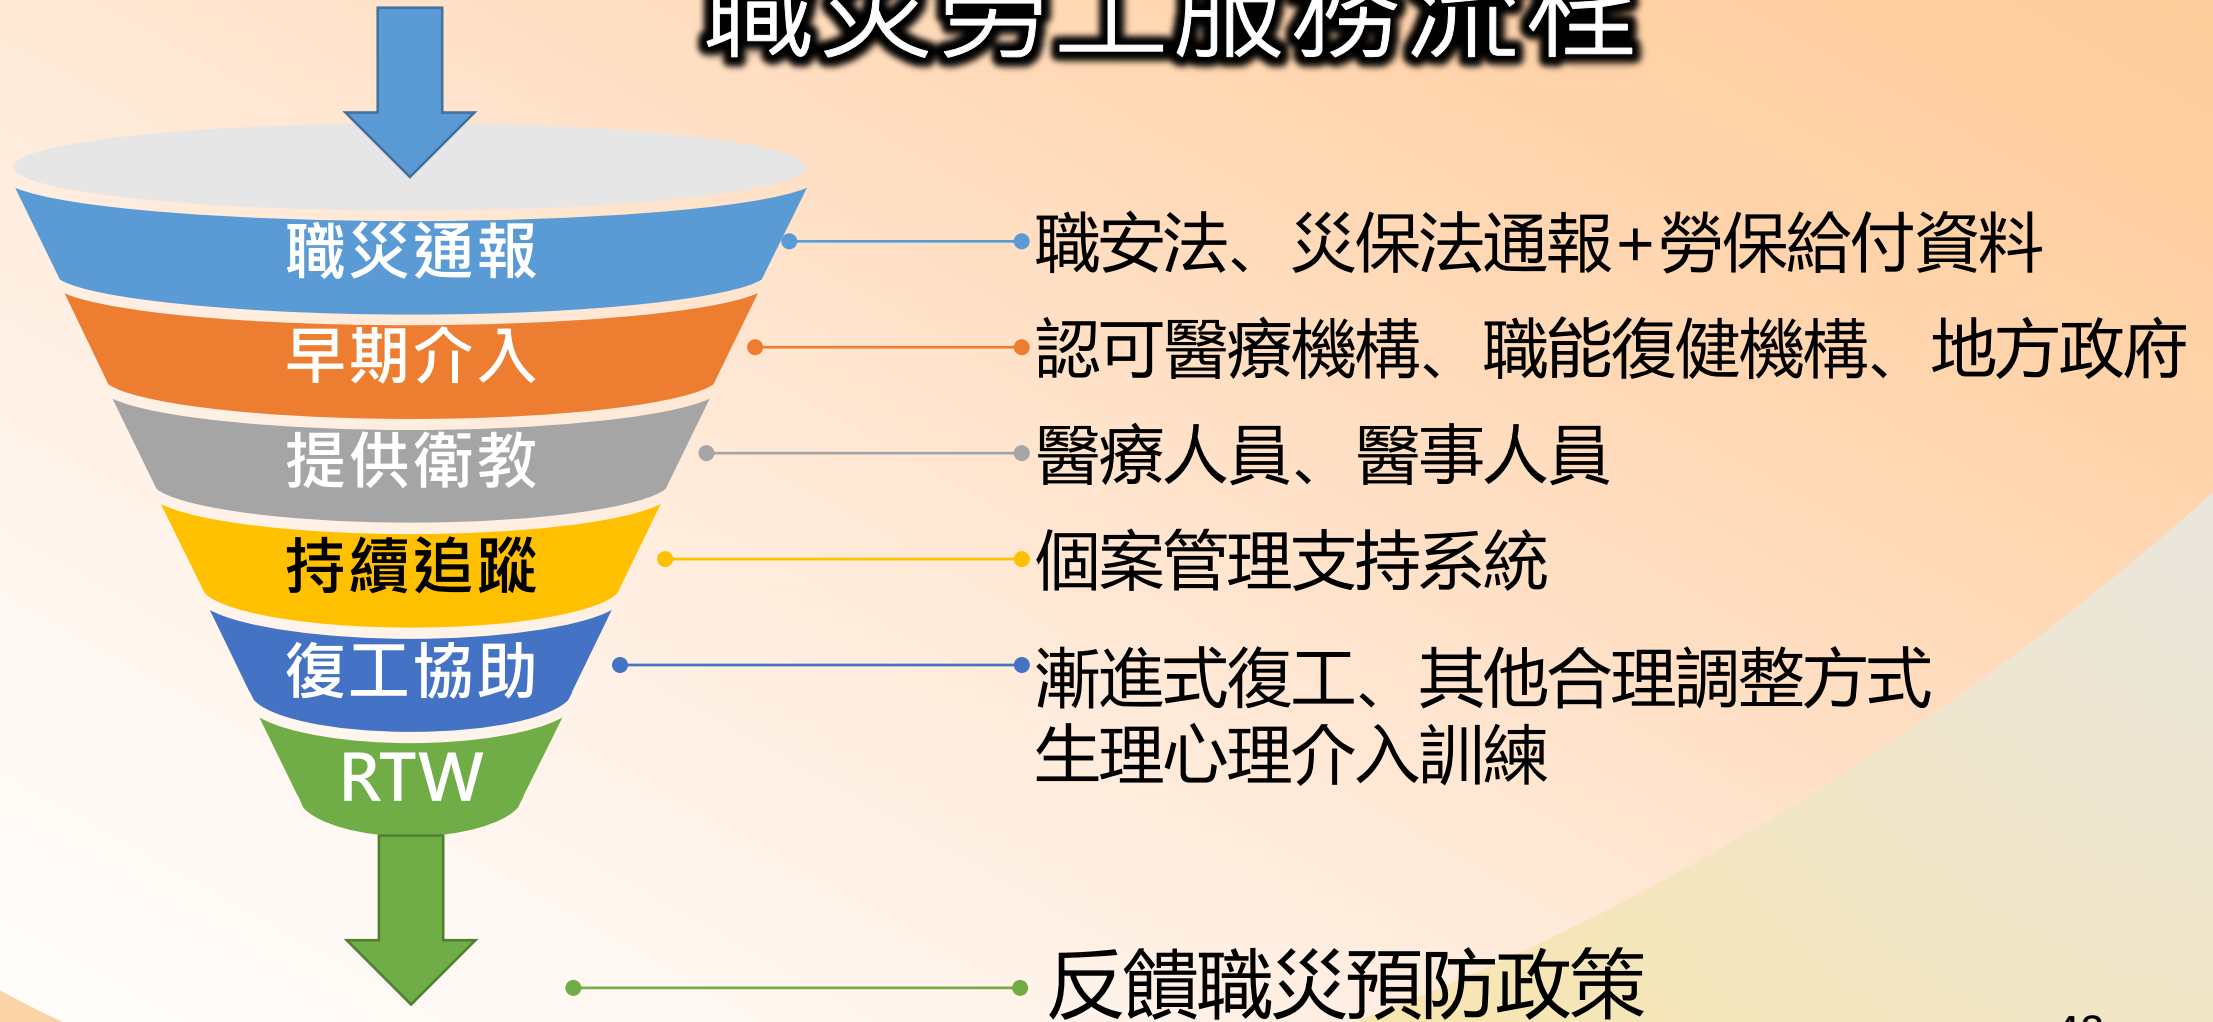 職災勞工服務流程
職災通報
職安法、災保法通報+勞保給付資料
早期介入
認可醫療機構、職能復健機構、地方政府
提供衛教
醫療人員、醫事人員
持續追蹤
個案管理支持系統
復工協助
漸進式復工、其他合理調整方式
生理心理介入訓練
RTW
反饋職災預防政策